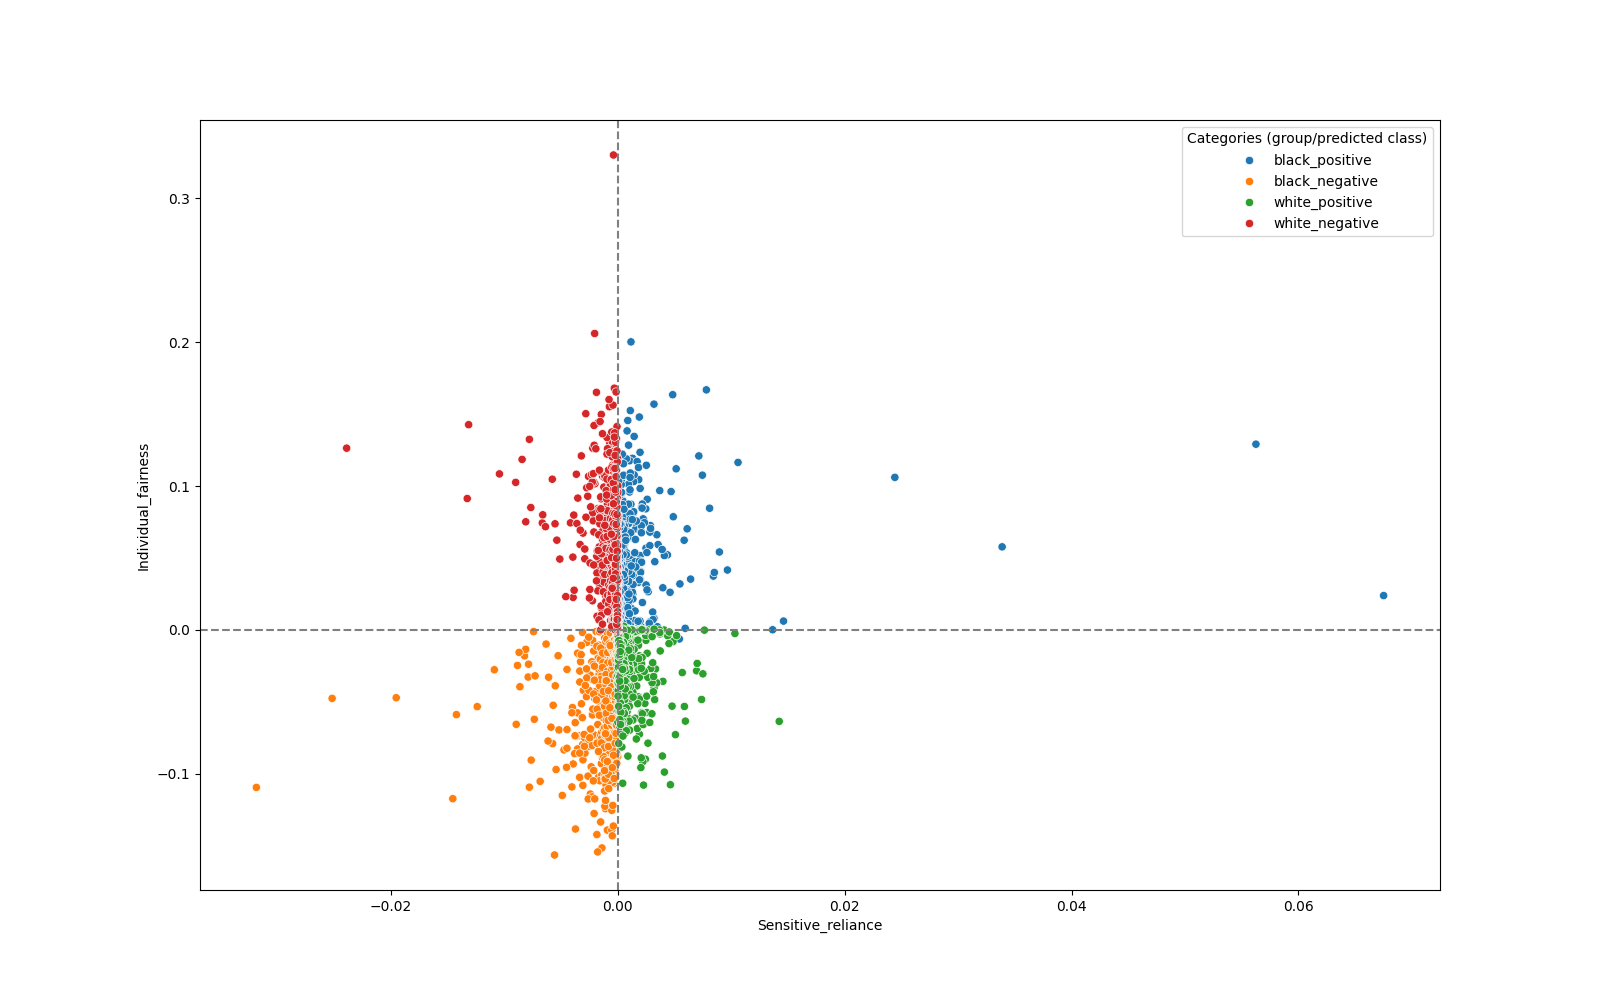 Categories (group/predicted class)
black_positive
black_negative
white_positive
white_negative
0.3
0.2
0.1
0.0
−0.1
Individual_fairness
−0.02
0.00
0.02
0.04
0.06
Sensitive_reliance